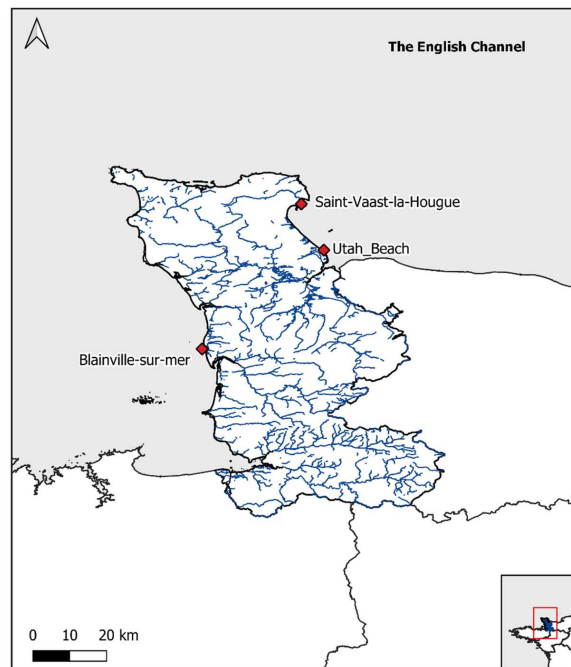 The English Channel
Saint-Vaast-la-Hougue
Utah_Beach
Blainville-sur-mer
0 10 20 km